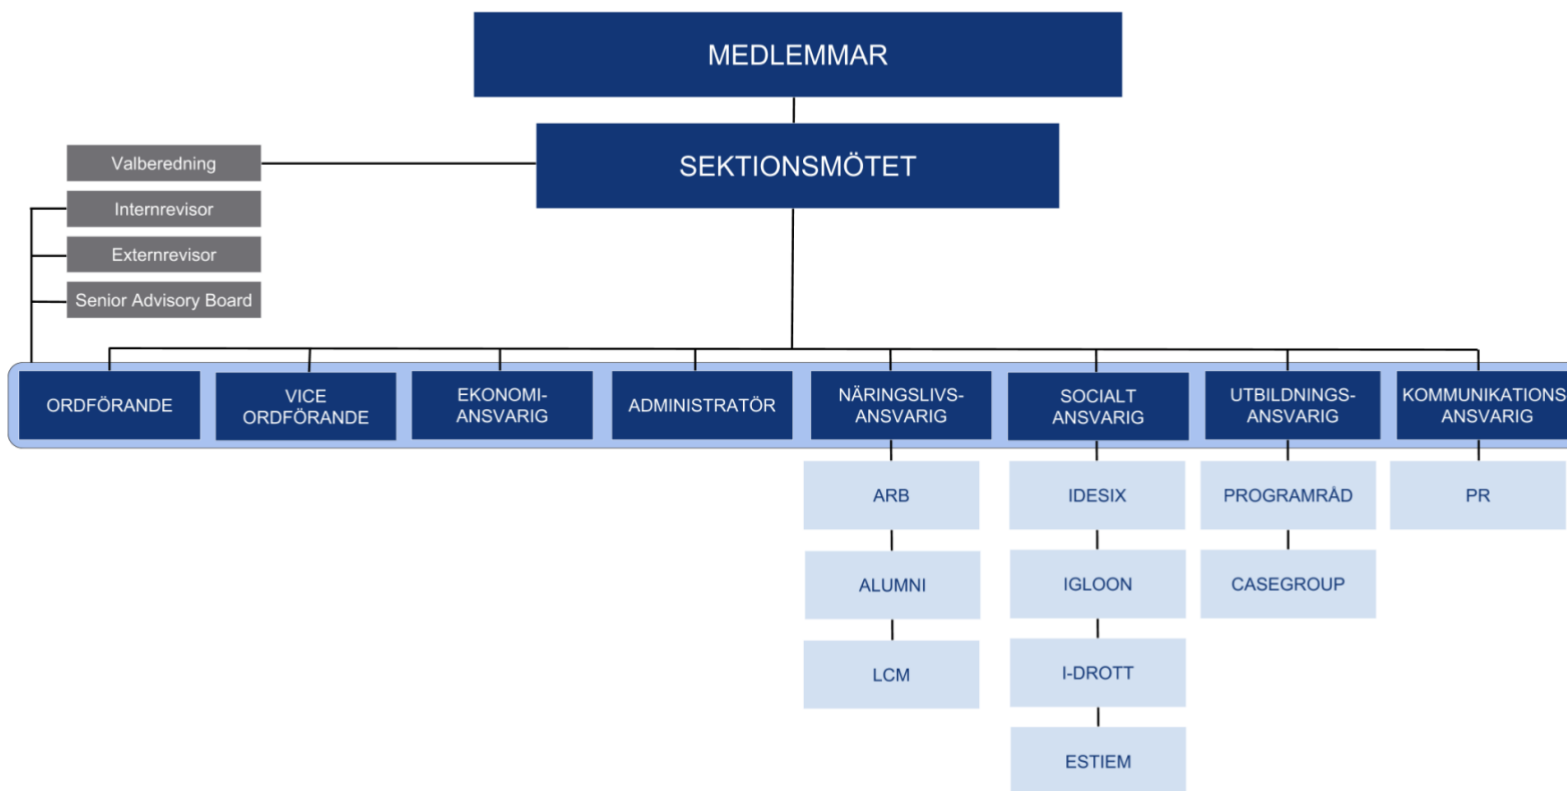 MEDLEMMAR
SEKTIONSMÖTET
Valberedning
Internrevisor
Externrevisor
Senior Advisory Board
ORDFÖRANDE
VICE
ORDFÖRANDE
EKONOMI-
ANSVARIG
ADMINISTRATÖR
NÄRINGSLIVS-
ANSVARIG
SOCIALT
ANSVARIG
UTBILDNINGS-
ANSVARIG
KOMMUNIKATIONS
ANSVARIG
ARB
ALUMNI
LCM
IDESIX
IGLOON
I-DROTT
ESTIEM
PROGRAMRÅD
CASEGROUP
PR